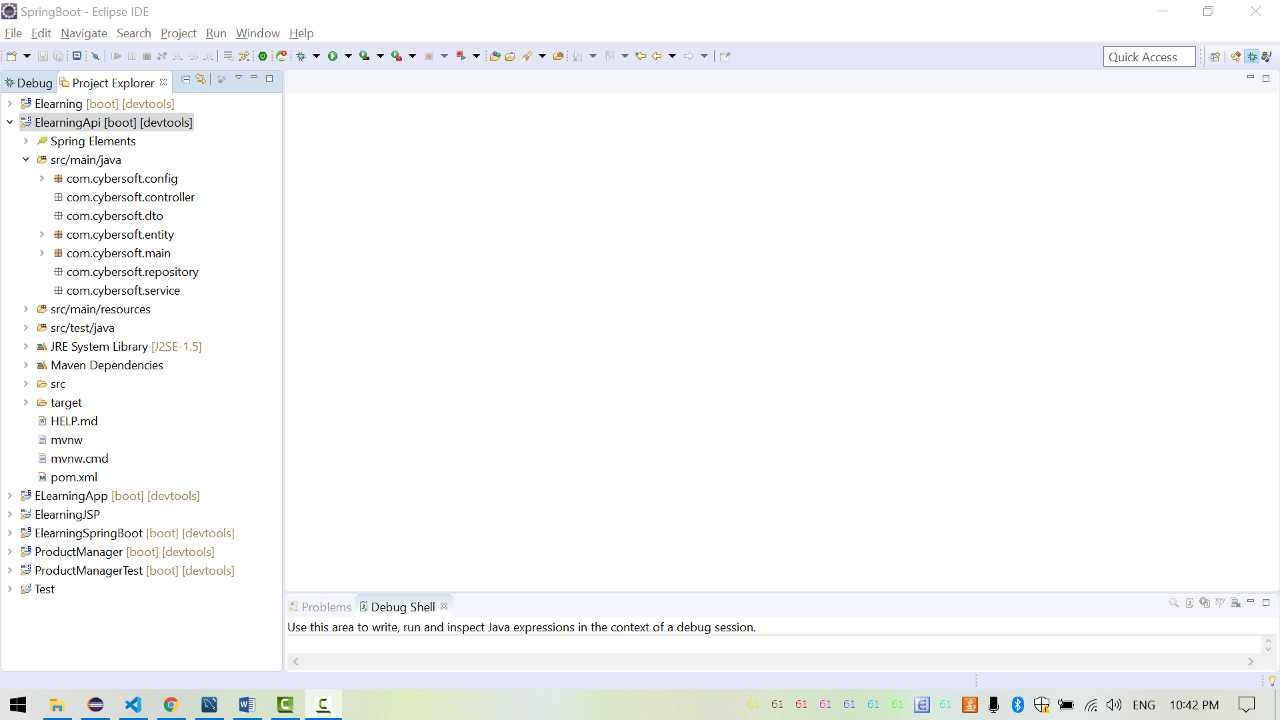 SpringBoot - Eclipse IDE
File Edit Navigate Search Project Run Window Help
Quick Access
Debug Project Explorer
Elearning [boot] [devtools]
ElearningApi [boot] [devtools]
Spring Elements
src/main/java
com.cybersoft.config
com.cybersoft.controller
com.cybersoft.dto
com.cybersoft.entity
com.cybersoft.main
com.cybersoft.repository
com.cybersoft.service
src/main/resources
src/test/java
JRE System Library [J2SE-1.5]
Maven Dependencies
src
target
HELP.md
mvnw
mvnw.cmd
pom.xml
ELearningApp [boot] [devtools]
ElearningJSP
ElearningSpringBoot [boot] [devtools]
ProductManager [boot] [devtools]
ProductManagerTest [boot] [devtools]
Test
Problems Debug Shell
Use this area to write, run and inspect Java expressions in the context of a debug session.
61 61 61 61 61 61 61 61 ENG 10:42 PM